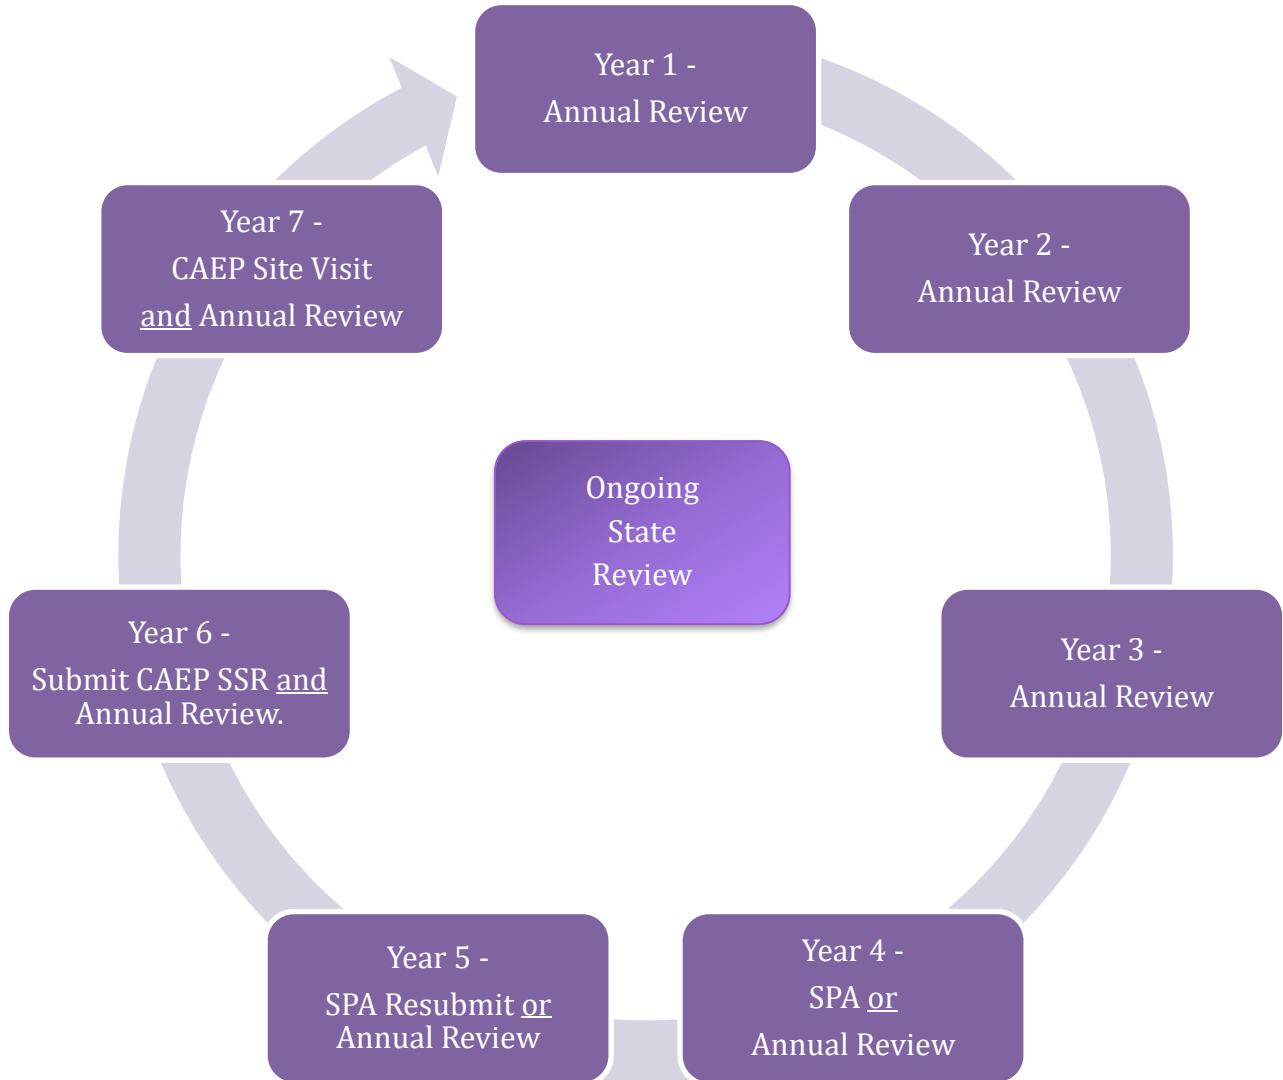 Year 1 -
Annual Review
Year 2 -
Annual Review
Year 3 -
Annual Review
Year 4 -
SPA or
Annual Review
Year 5 -
SPA Resubmit or
Annual Review
Year 6 -
Submit CAEP SSR and
Annual Review.
Year 7 -
CAEP Site Visit
and Annual Review
Ongoing
State
Review